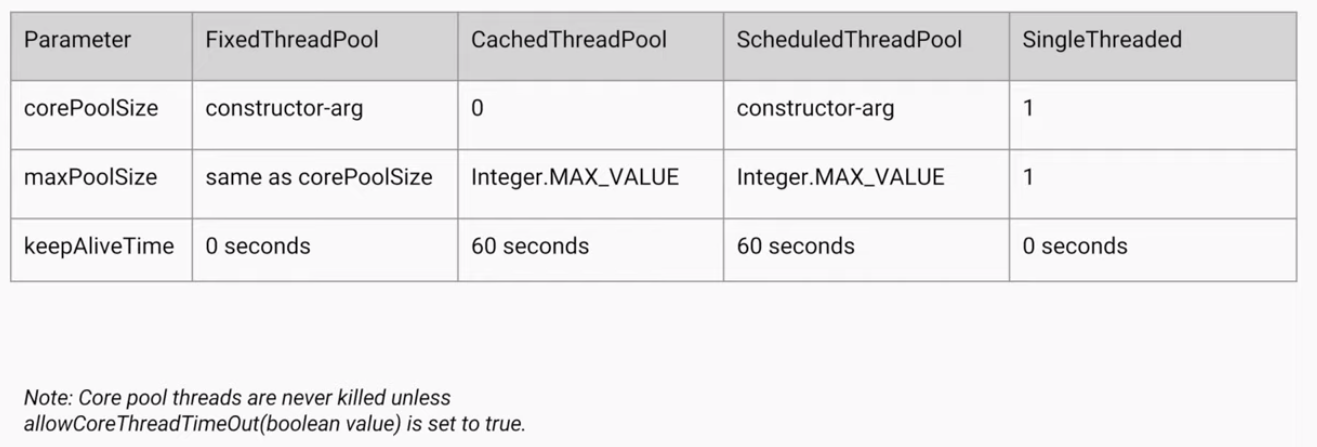 Parameter FixedThreadPool CachedThreadPool ScheduledThreadPool SingleThreaded
corePoolSize constructor-arg 0 constructor-arg 1
maxPoolSize same as corePoolSize Integer.MAX_VALUE Integer.MAX_VALUE 1
keepAliveTime 0 seconds 60 seconds 60 seconds 0 seconds
Note: Core pool threads are never killed unless
allowCoreThreadTimeOut(boolean value) is set to true.